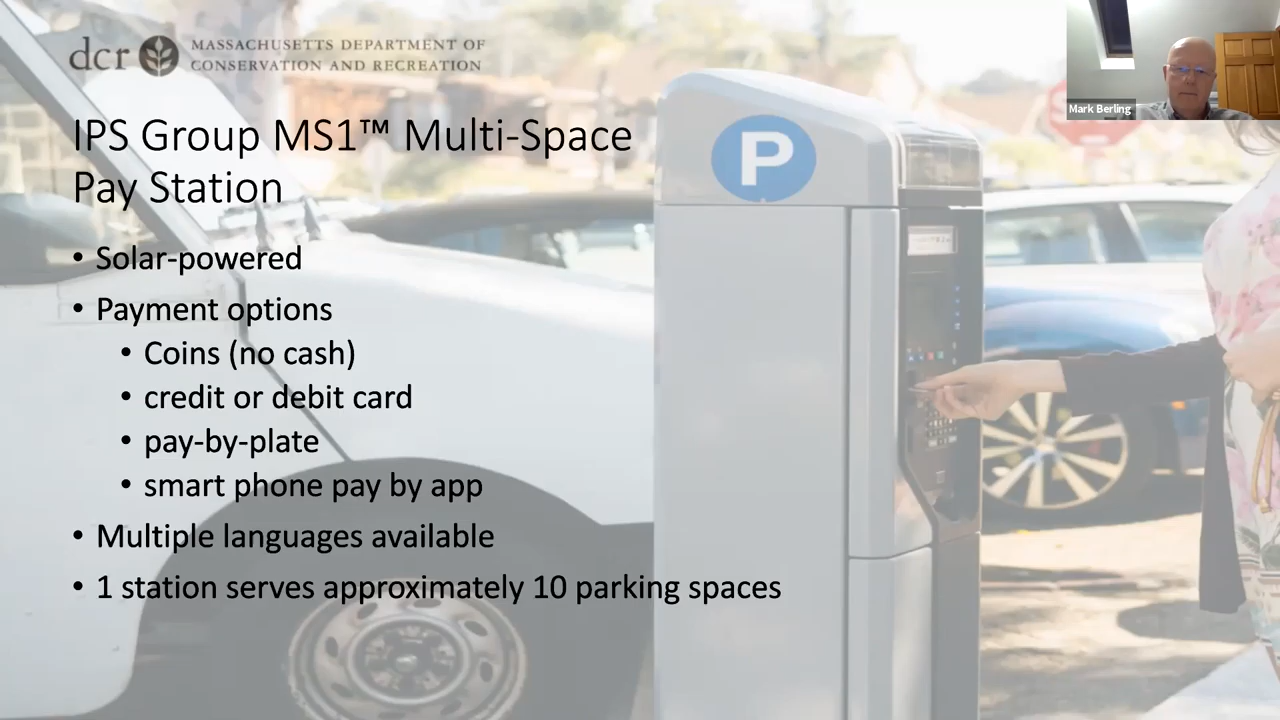 dcr
MASSACHUSETTS DEPARTMENT OF
CONSERVATION AND RECREATION
Mark Berling
IPS Group MS1™ Multi-Space
Pay Station
• Solar-powered
• Payment options
• Coins (no cash)
• credit or debit card
• pay-by-plate
• smart phone pay by app
• Multiple languages available
• 1 station serves approximately 10 parking spaces
P